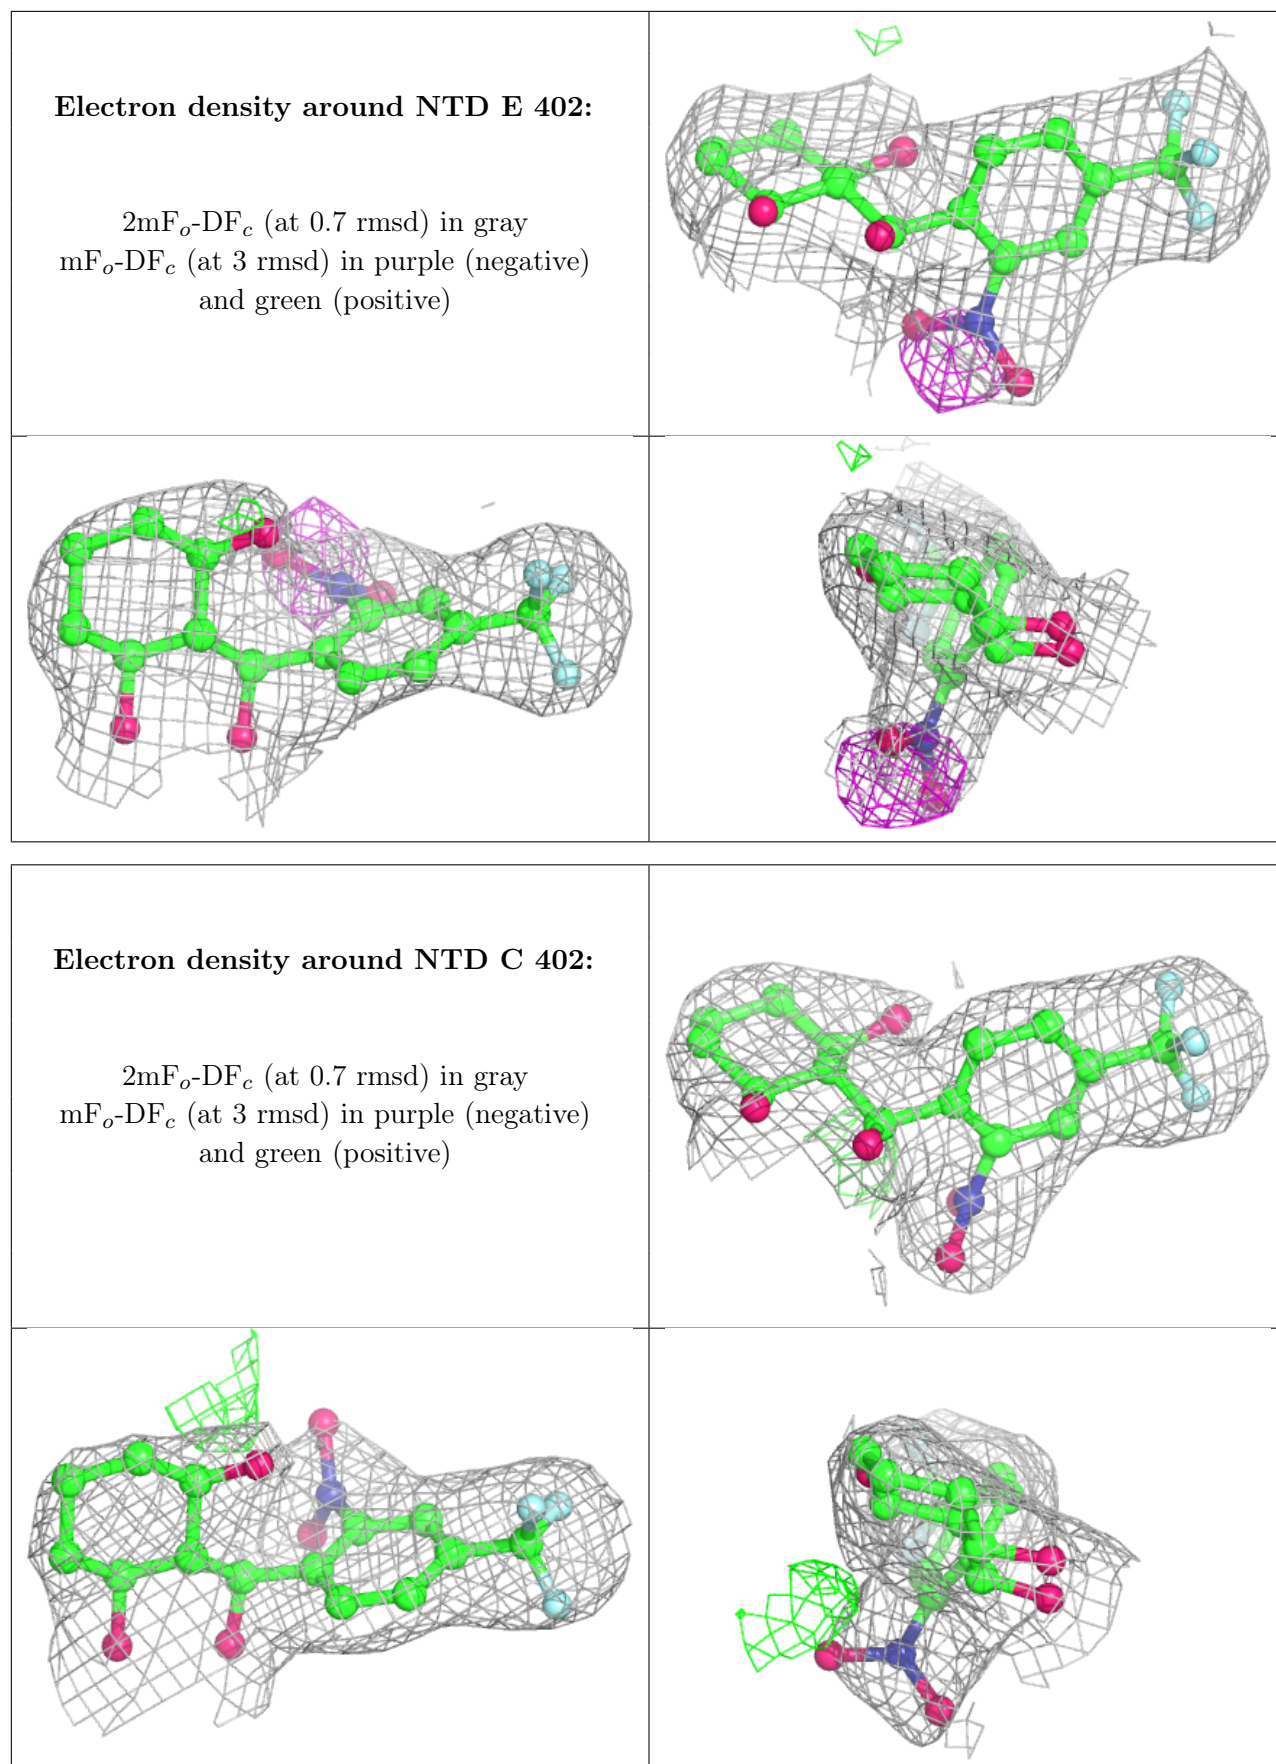 Electron density around NTD E 402:
2mFo-DFc (at 0.7 rmsd) in gray
mFo-DFc (at 3 rmsd) in purple (negative)
and green (positive)
Electron density around NTD C 402:
2mFo-DFc (at 0.7 rmsd) in gray
mFo-DFc (at 3 rmsd) in purple (negative)
and green (positive)